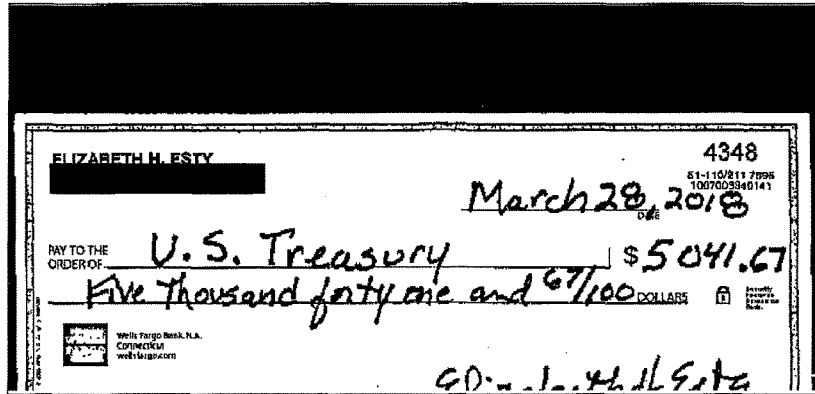 ELIZABETH H. ESTY
4348
March 28, 2018
DATE
PAY TO THE
ORDER OF
U.S. Treasury
$ 5041.67
Five Thousand forty one and 67/100 DOLLARS
Wells Fargo Bank, N.A.
Connecticut
wellsfargo.com